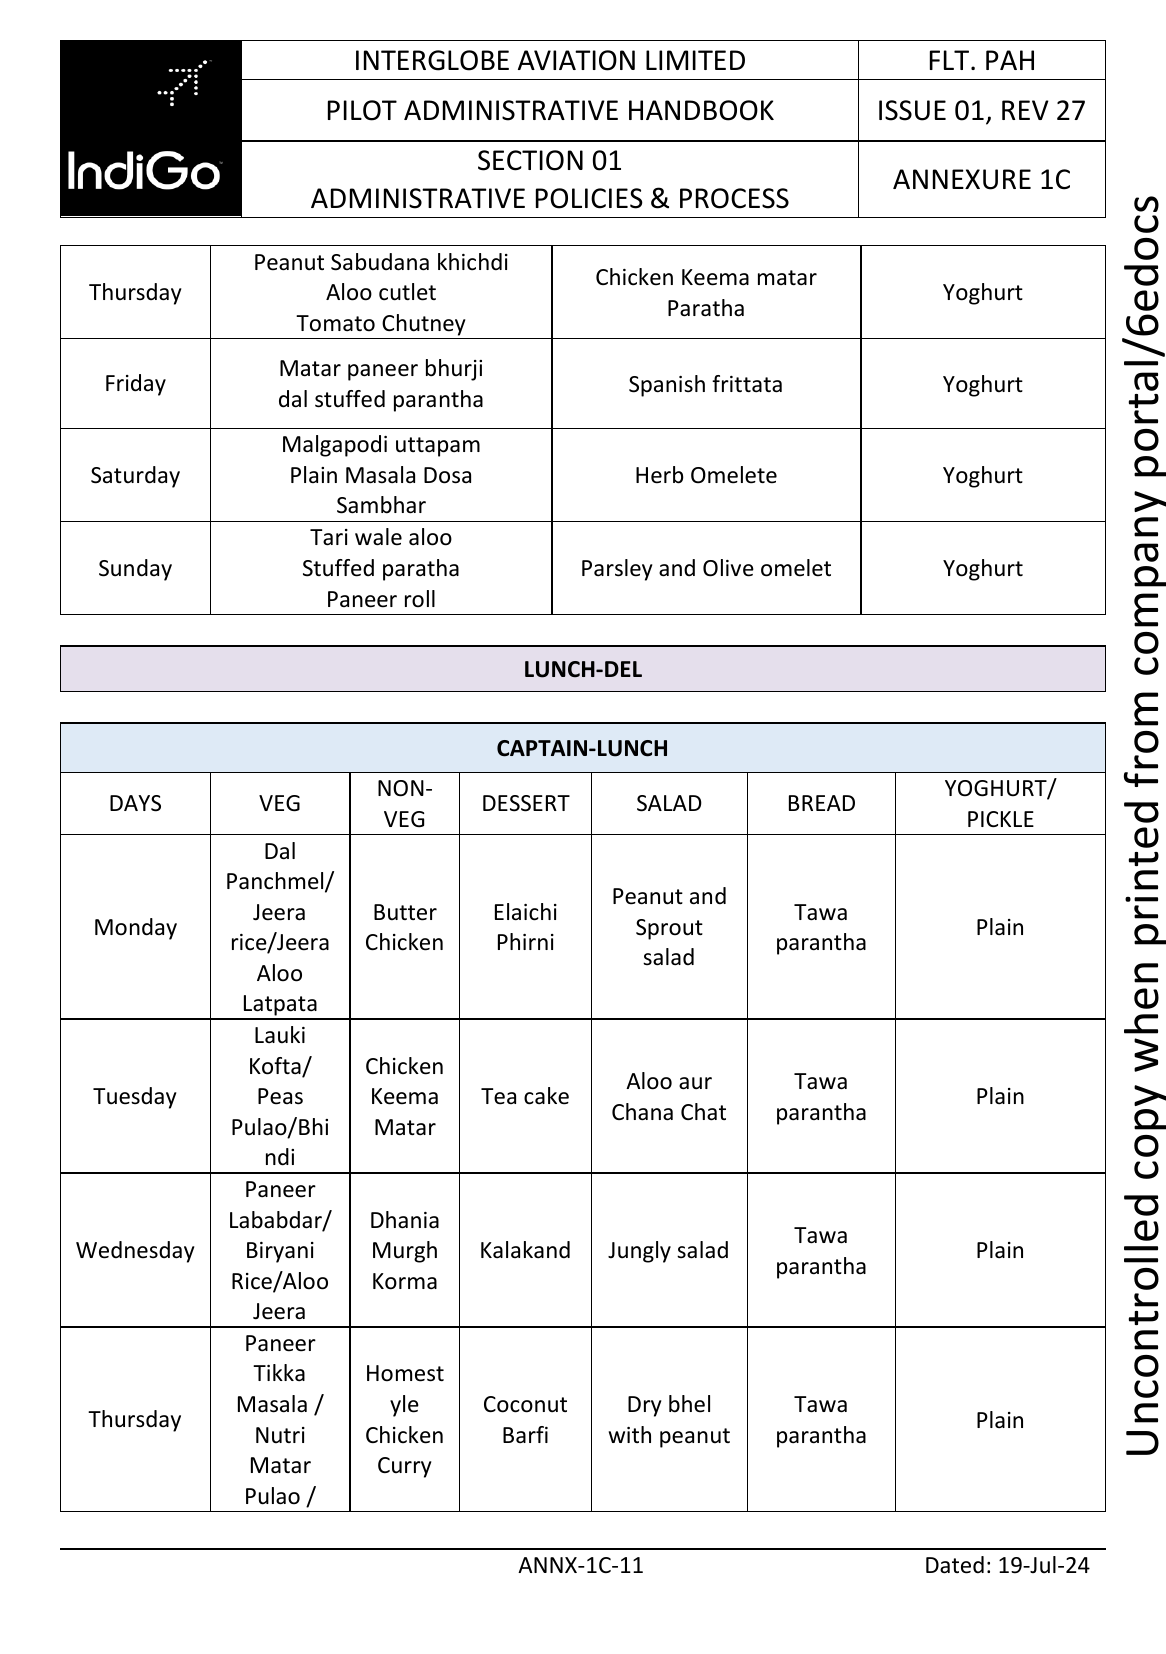 IndiGo
INTERGLOBE AVIATION LIMITED
FLT. PAH
PILOT ADMINISTRATIVE HANDBOOK
ISSUE 01, REV 27
SECTION 01
ADMINISTRATIVE POLICIES & PROCESS
ANNEXURE 1C
Thursday
Peanut Sabudana khichdi
Aloo cutlet
Tomato Chutney
Chicken Keema matar
Paratha
Yoghurt
Friday
Matar paneer bhurji
dal stuffed parantha
Spanish frittata
Yoghurt
Saturday
Malgapodi uttapam
Plain Masala Dosa
Sambhar
Herb Omelete
Yoghurt
Sunday
Tari wale aloo
Stuffed paratha
Paneer roll
Parsley and Olive omelet
Yoghurt
LUNCH-DEL
CAPTAIN-LUNCH
DAYS
VEG
NON-
VEG
DESSERT
SALAD
BREAD
YOGHURT/
PICKLE
Monday
Dal
Panchmel/
Jeera
rice/Jeera
Aloo
Latpata
Butter
Chicken
Elaichi
Phirni
Peanut and
Sprout
salad
Tawa
parantha
Plain
Tuesday
Lauki
Kofta/
Peas
Pulao/Bhi
ndi
Chicken
Keema
Matar
Tea cake
Aloo aur
Chana Chat
Tawa
parantha
Plain
Wednesday
Paneer
Lababdar/
Biryani
Rice/Aloo
Jeera
Dhania
Murgh
Korma
Kalakand
Jungly salad
Tawa
parantha
Plain
Thursday
Paneer
Tikka
Masala /
Nutri
Matar
Pulao /
Homest
yle
Chicken
Curry
Coconut
Barfi
Dry bhel
with peanut
Tawa
parantha
Plain
ANNX-1C-11
Dated: 19-Jul-24
Uncontrolled copy when printed from company portal/6edocs